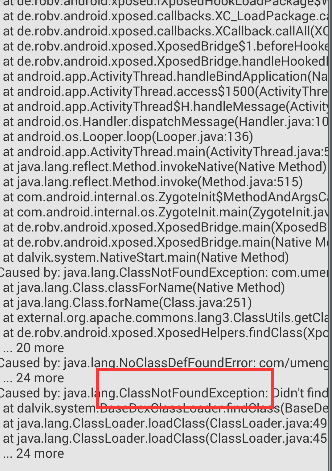 at de.robv.android.xposed.IXposedHookLoadPackage$W
at de.robv.android.xposed.callbacks.XC_LoadPackage.ca
at de.robv.android.xposed.callbacks.XCallback.callAll(XC
at de.robv.android.xposed.XposedBridge$1.beforeHooke
at de.robv.android.xposed.XposedBridge.handleHooked
at android.app.ActivityThread.handleBindApplication(Na
at android.app.ActivityThread.access$1500(ActivityThre
at android.app.ActivityThread$H.handleMessage(Activity
at android.os.Handler.dispatchMessage(Handler.java:10
at android.os.Looper.loop(Looper.java:136)
at android.app.ActivityThread.main(ActivityThread.java:5
at java.lang.reflect.Method.invokeNative(Native Method)
at java.lang.reflect.Method.invoke(Method.java:515)
at com.android.internal.os.ZygoteInit$MethodAndArgsCa
at com.android.internal.os.ZygoteInit.main(ZygoteInit.jav
at de.robv.android.xposed.XposedBridge.main(XposedB
at de.robv.android.xposed.XposedBridge.main(Native Me
at dalvik.system.NativeStart.main(Native Method)
Caused by: java.lang.ClassNotFoundException: com.umen
at java.lang.Class.classForName(Native Method)
at java.lang.Class.forName(Class.java:251)
at external.org.apache.commons.lang3.ClassUtils.getCla
at de.robv.android.xposed.XposedHelpers.findClass(Xpo
... 20 more
Caused by: java.lang.NoClassDefFoundError: com/umeng
... 24 more
Caused by: java.lang.ClassNotFoundException: Didn't find
at dalvik.system.BaseDexClassLoader.findClass(BaseDe
at java.lang.ClassLoader.loadClass(ClassLoader.java:49
at java.lang.ClassLoader.loadClass(ClassLoader.java:45
... 24 more